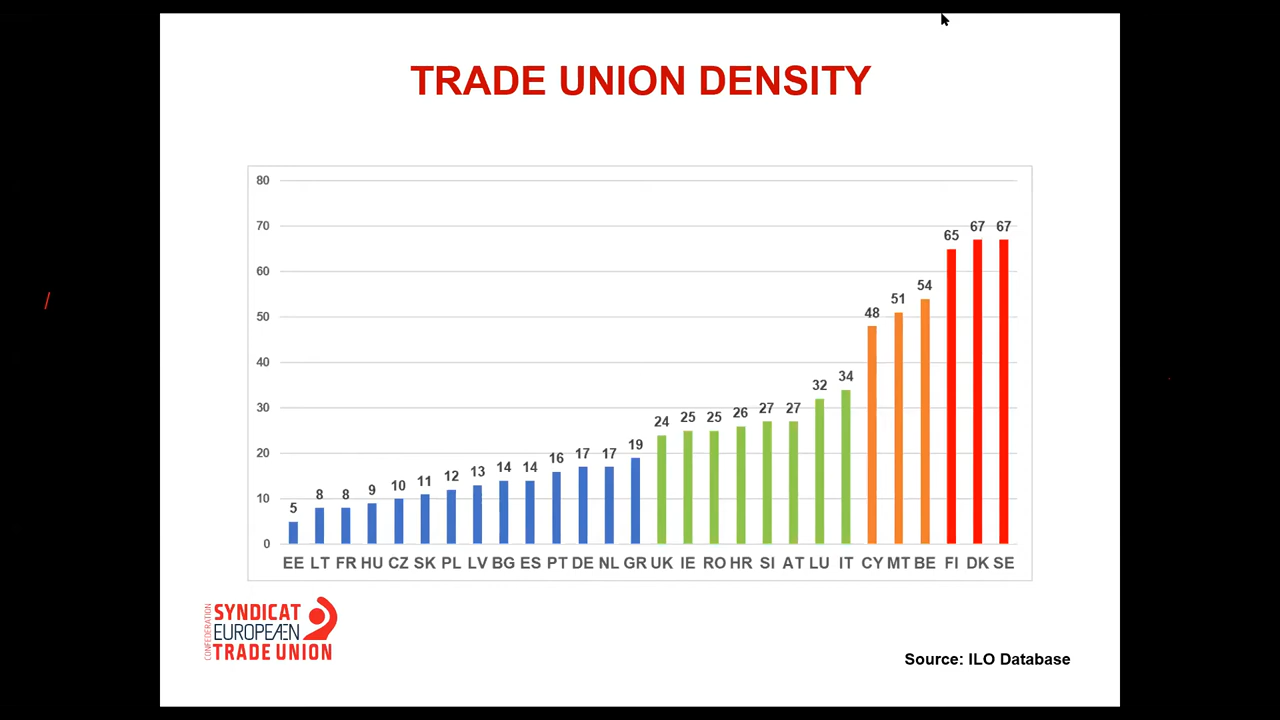 TRADE UNION DENSITY
80
70
60
50
40
30
20
10
0
5 8 8 9 10 11 12 13 14 14 16 17 17 19 24 25 25 26 27 27 32 34 48 51 54 65 67 67
EE LT FR HU CZ SK PL LV BG ES PT DE NL GR UK IE RO HR SI AT LU IT CY MT BE FI DK SE
CONFEDERATION
SYNDICAT
EUROPEÆN
TRADE UNION
Source: ILO Database